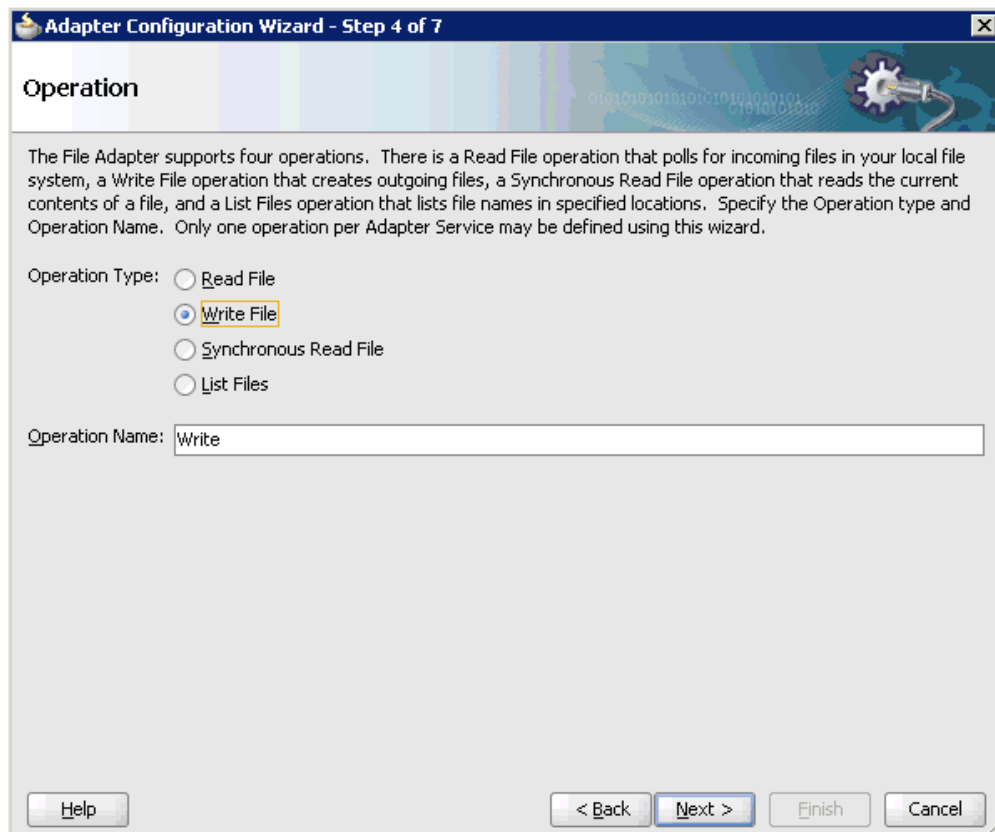 Adapter Configuration Wizard - Step 4 of 7
Operation
The File Adapter supports four operations. There is a Read File operation that polls for incoming files in your local file
system, a Write File operation that creates outgoing files, a Synchronous Read File operation that reads the current
contents of a file, and a List Files operation that lists file names in specified locations. Specify the Operation type and
Operation Name. Only one operation per Adapter Service may be defined using this wizard.
Operation Type: Read File
Write File
Synchronous Read File
List Files
Operation Name: Write
Help < Back Next > Finish Cancel